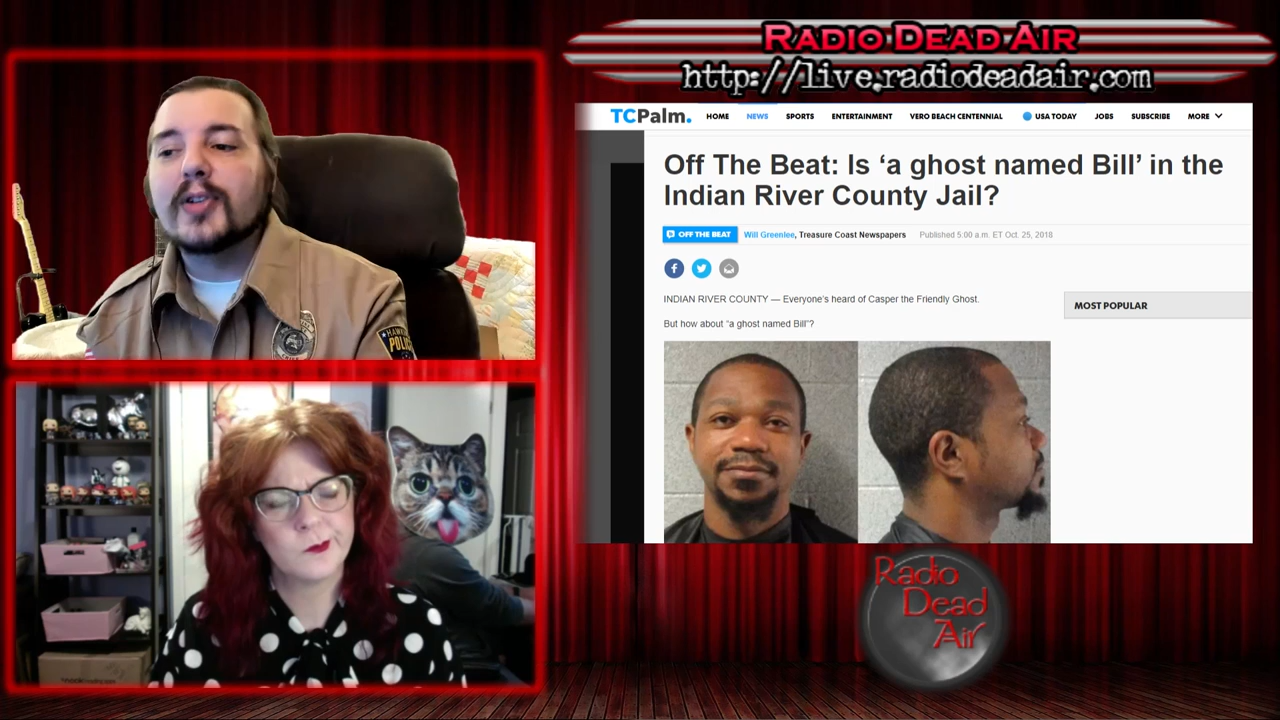 RADIO DEAD AIR
http://live.radiodeadair.com
TCPalm.
HOME NEWS SPORTS ENTERTAINMENT VERO BEACH CENTENNIAL USA TODAY JOBS SUBSCRIBE MORE
Off The Beat: Is ‘a ghost named Bill’ in the
Indian River County Jail?
OFF THE BEAT Will Greenlee, Treasure Coast Newspapers Published 5:00 a.m. ET Oct. 25, 2018
INDIAN RIVER COUNTY — Everyone's heard of Casper the Friendly Ghost.
MOST POPULAR
But how about “a ghost named Bill”?
POLICE
Radio
Dead
Air